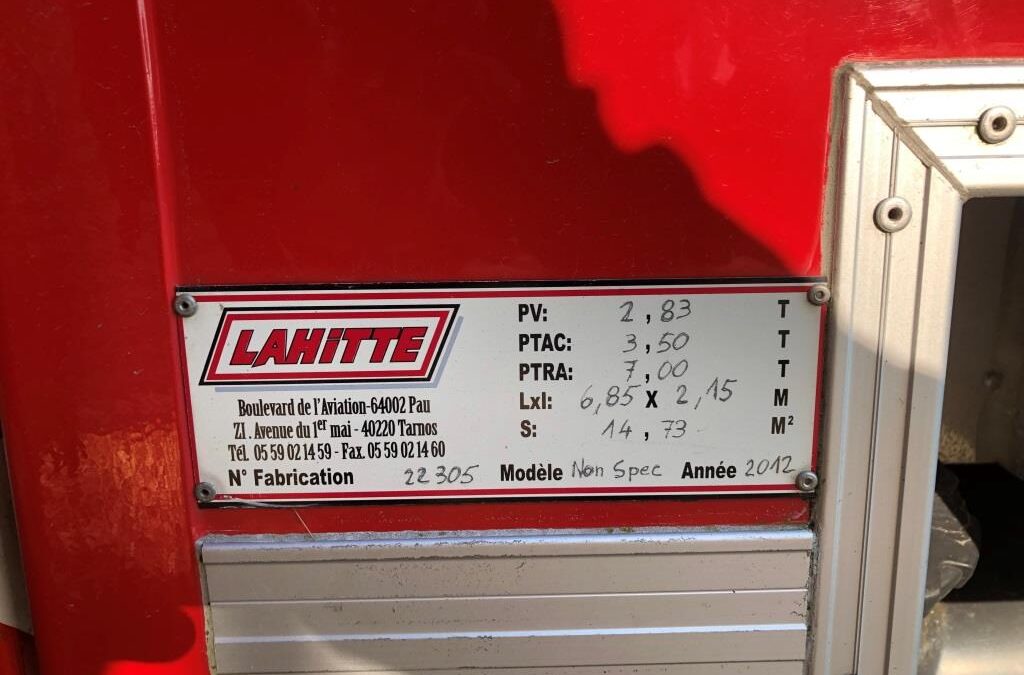 LAHITTE
Boulevard de l'Aviation-64002 Pau
ZI. Avenue du 1er mai - 40220 Tarnos
Tél. 05 59 02 14 59 - Fax. 05 59 02 14 60
PV: 2,83 T
PTAC: 3,50 T
PTRA: 7,00 T
Lxl: 6,85 X 2,15 M
S: 14,73 M²
N° Fabrication 22305 Modèle Non Spec Année 2012